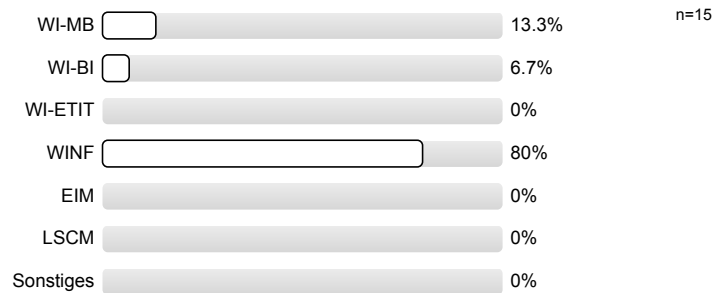 WI-MB 13.3% n=15
WI-BI 6.7%
WI-ETIT 0%
WINF 80%
EIM 0%
LSCM 0%
Sonstiges 0%